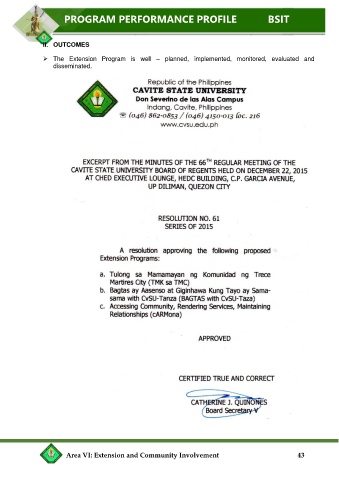 PROGRAM PERFORMANCE PROFILE BSIT
II. OUTCOMES
➢ The Extension Program is well – planned, implemented, monitored, evaluated and
disseminated.
Republic of the Philippines
CAVITE STATE UNIVERSITY
Don Severino de las Alas Campus
Indang, Cavite, Philippines
☏ (046) 862-0853 / (046) 4150-013 loc. 216
www.cvsu.edu.ph
EXCERPT FROM THE MINUTES OF THE 66TH REGULAR MEETING OF THE
CAVITE STATE UNIVERSITY BOARD OF REGENTS HELD ON DECEMBER 22, 2015
AT CHED EXECUTIVE LOUNGE, HEDC BUILDING, C.P. GARCIA AVENUE,
UP DILIMAN, QUEZON CITY
RESOLUTION NO. 61
SERIES OF 2015
A resolution approving the following proposed
Extension Programs:
a. Tulong sa Mamamayan ng Komunidad ng Trece
Martires City (TMK sa TMC)
b. Bagtas ay Aasenso at Giginhawa Kung Tayo ay Sama-
sama with CvSU-Tanza (BAGTAS with CvSU-Taza)
c. Accessing Community, Rendering Services, Maintaining
Relationships (cARMona)
APPROVED
CERTIFIED TRUE AND CORRECT
CATHERINE J. QUIÑONES
Board Secretary V
Area VI: Extension and Community Involvement 43